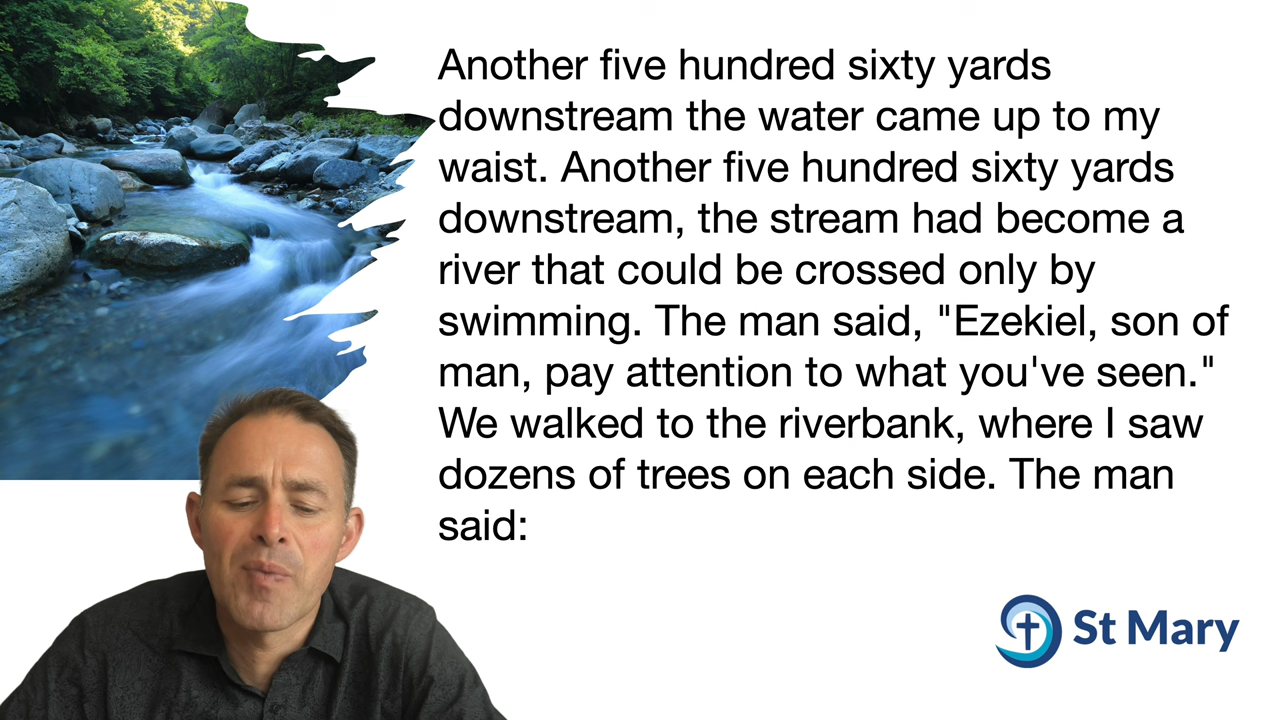 Another five hundred sixty yards
downstream the water came up to my
waist. Another five hundred sixty yards
downstream, the stream had become a
river that could be crossed only by
swimming. The man said, "Ezekiel, son of
man, pay attention to what you've seen."
We walked to the riverbank, where I saw
dozens of trees on each side. The man
said:
St Mary